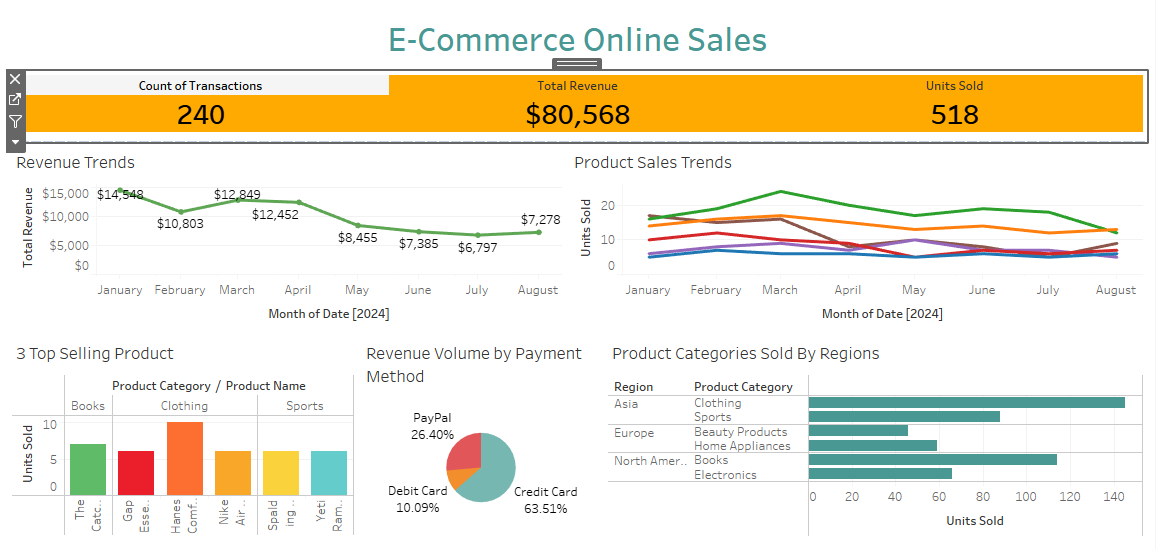 E-Commerce Online Sales
Count of Transactions
Total Revenue
Units Sold
240
$80,568
518
Revenue Trends
Total Revenue
$15,000
$10,000
$5,000
$0
$14,548
$10,803
$12,849
$12,452
$8,455
$7,385
$6,797
$7,278
January February March April May June July August
Month of Date [2024]
Product Sales Trends
Units Sold
20
10
0
January February March April May June July August
Month of Date [2024]
3 Top Selling Product
Product Category / Product Name
Books Clothing Sports
Units Sold
10
5
0
The
Catc..
Gap
Esse..
Hanes
Comf..
Nike
Air ..
Spald
ing ..
Yeti
Ram..
Revenue Volume by Payment
Method
PayPal
26.40%
Debit Card
10.09%
Credit Card
63.51%
Product Categories Sold By Regions
Region Product Category
Asia Clothing
Sports
Europe Beauty Products
Home Appliances
North Amer.. Books
Electronics
0 20 40 60 80 100 120 140
Units Sold